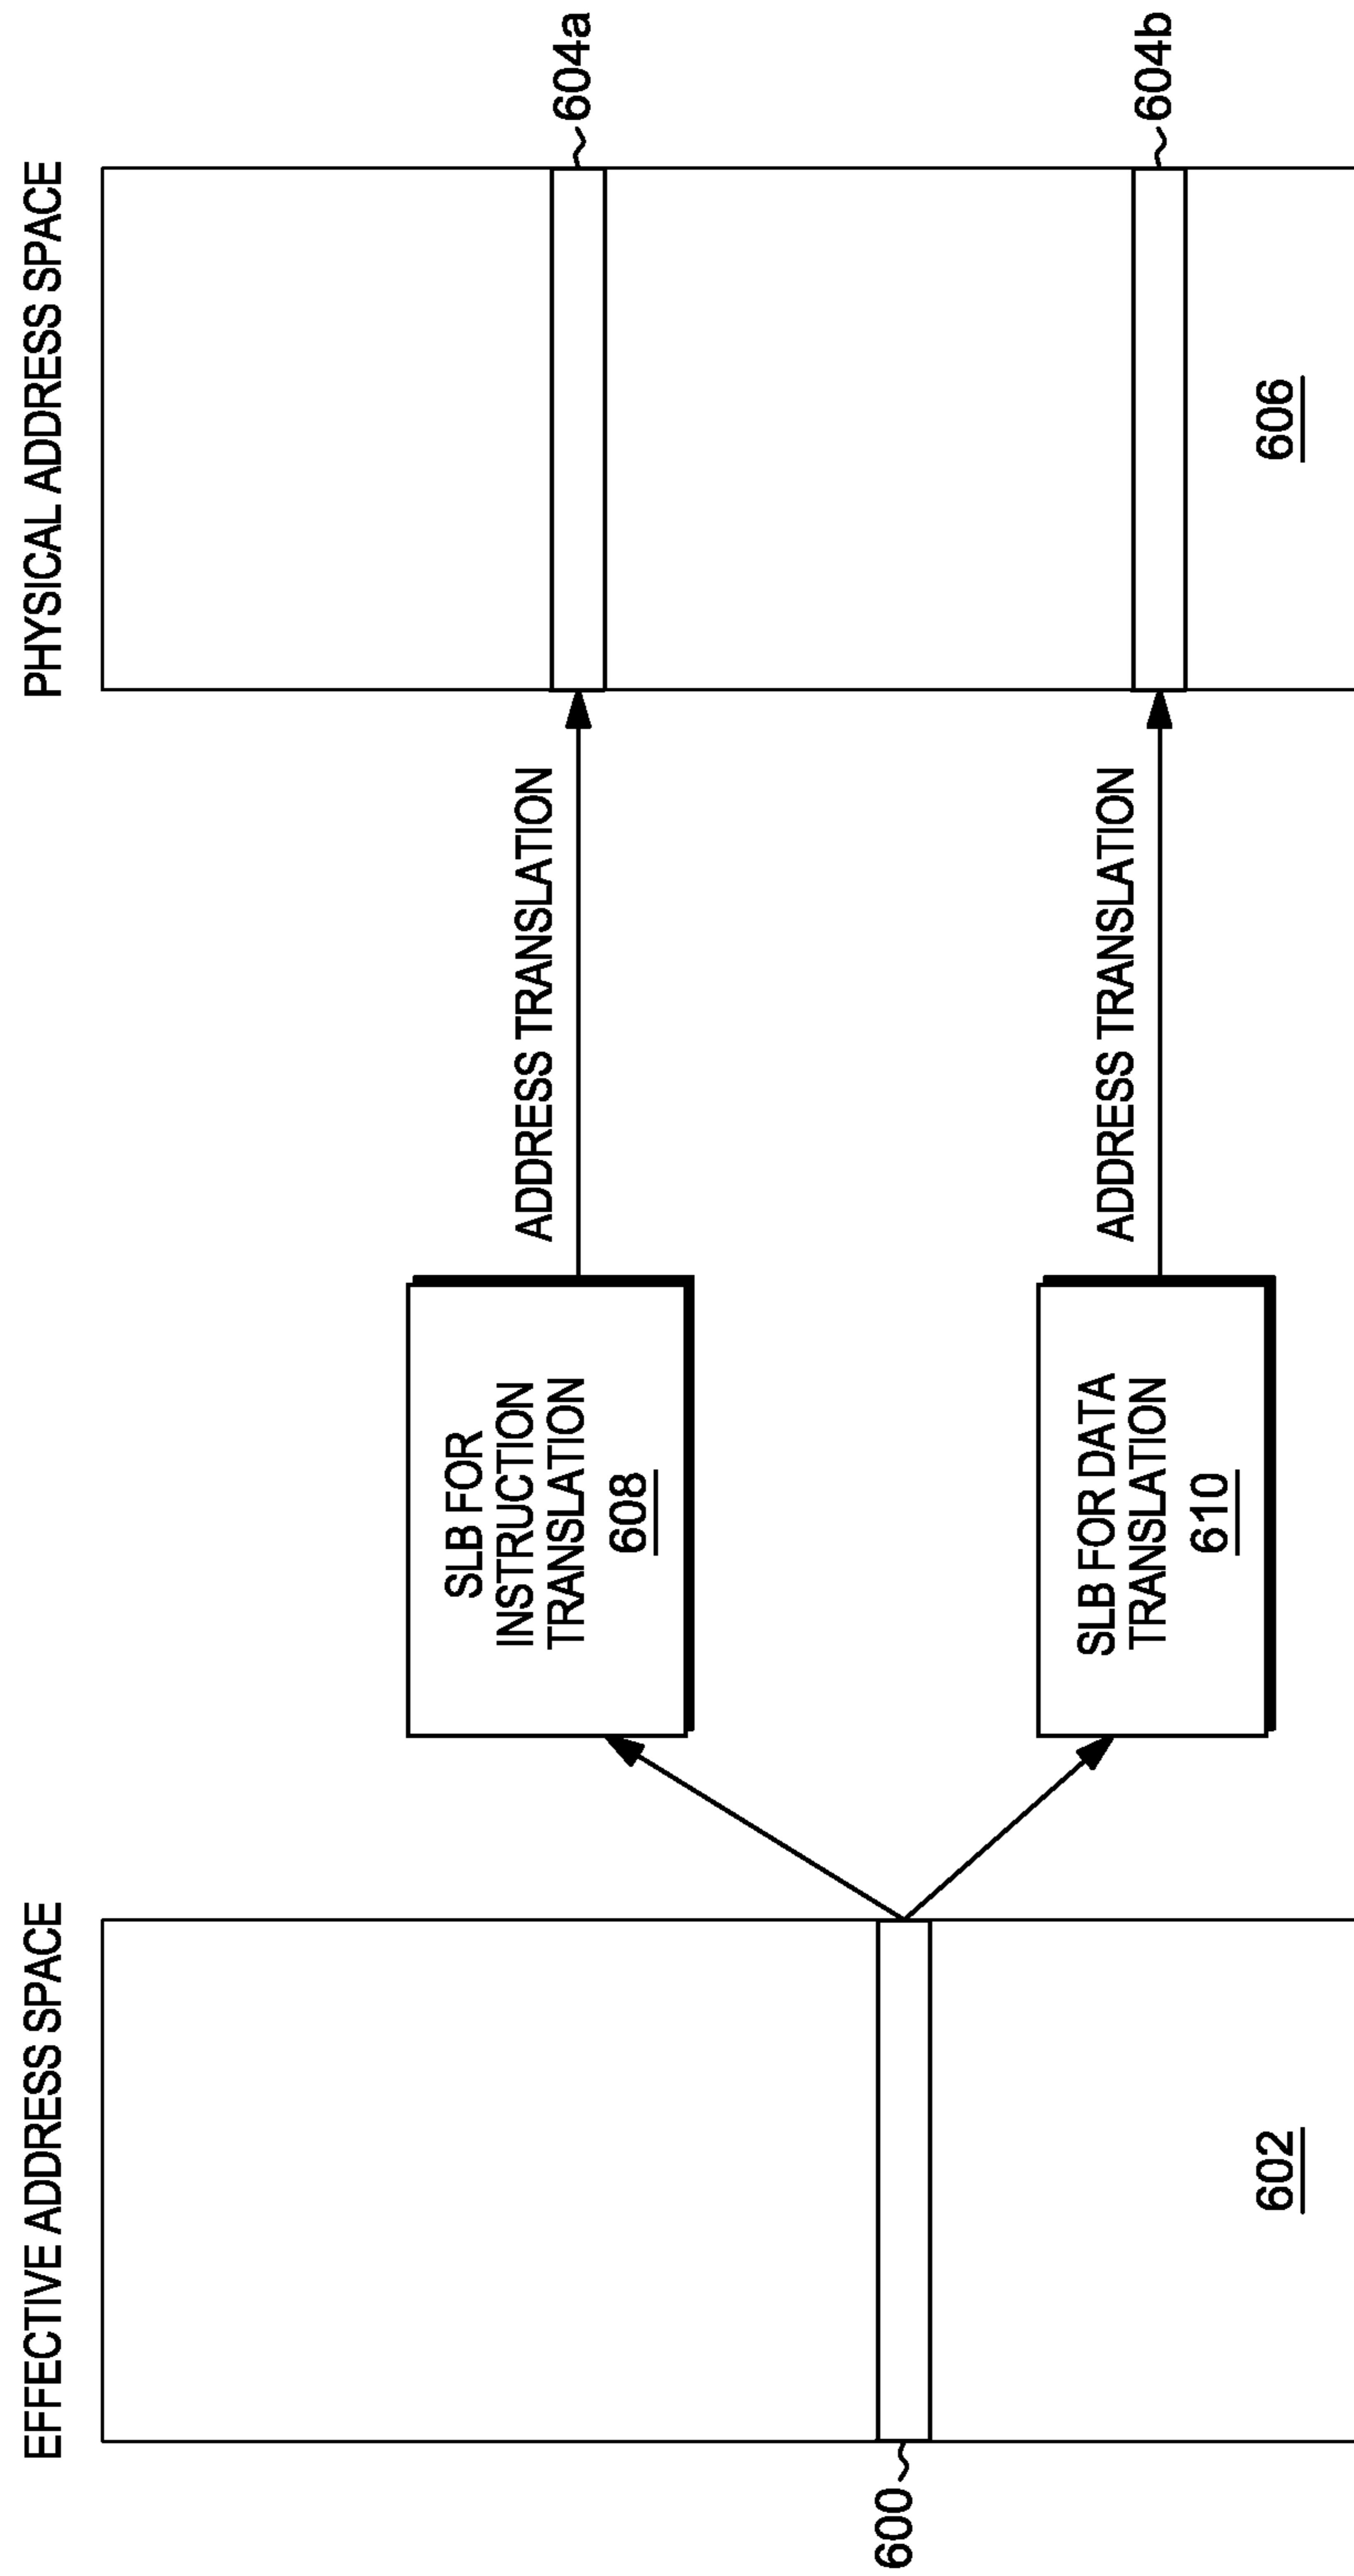 EFFECTIVE ADDRESS SPACE
PHYSICAL ADDRESS SPACE
600
602
SLB FOR
INSTRUCTION
TRANSLATION
608
ADDRESS TRANSLATION
604a
SLB FOR DATA
TRANSLATION
610
ADDRESS TRANSLATION
604b
606